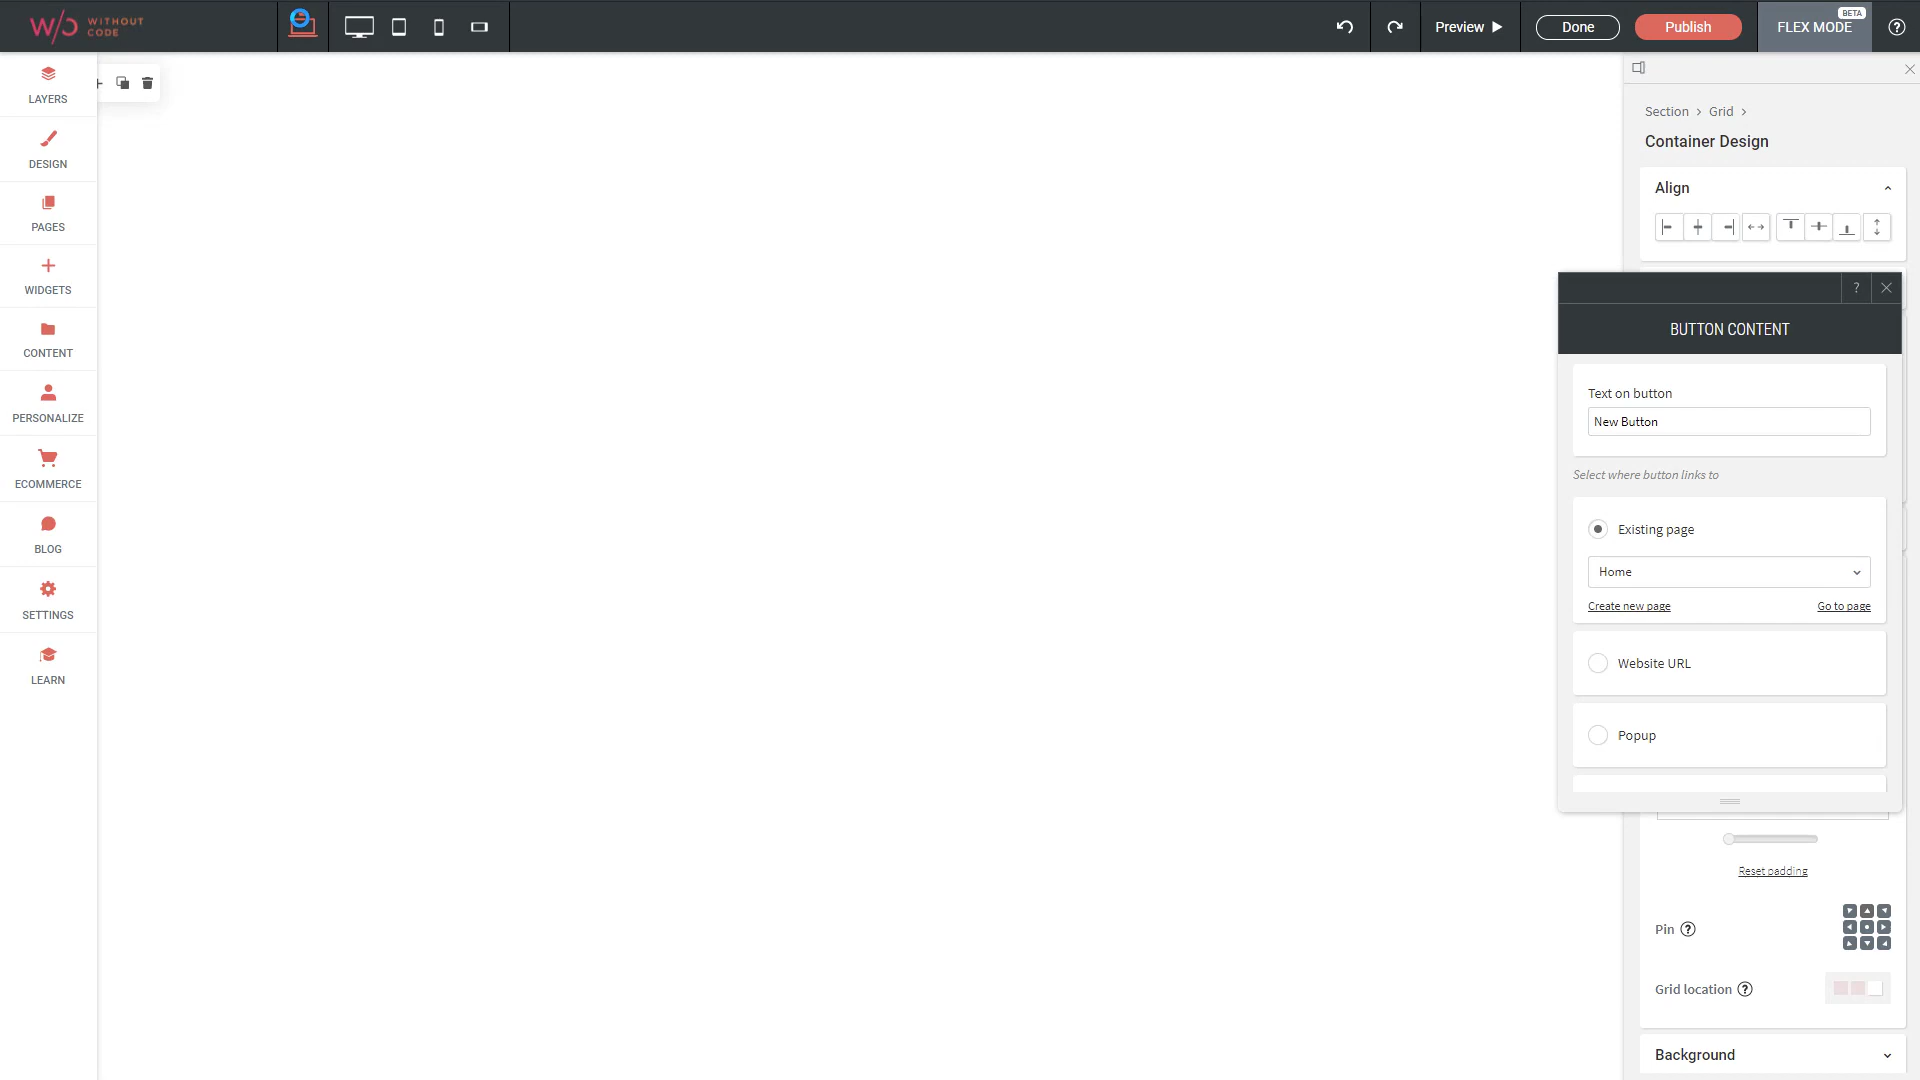 WITHOUT
CODE
Preview
Done
Publish
FLEX MODE
BETA
LAYERS
DESIGN
PAGES
WIDGETS
CONTENT
PERSONALIZE
ECOMMERCE
BLOG
SETTINGS
LEARN
Section > Grid >
Container Design
Align
?
BUTTON CONTENT
Text on button
New Button
Select where button links to
Existing page
Home
Create new page
Go to page
Website URL
Popup
Reset padding
Pin ?
Grid location ?
Background